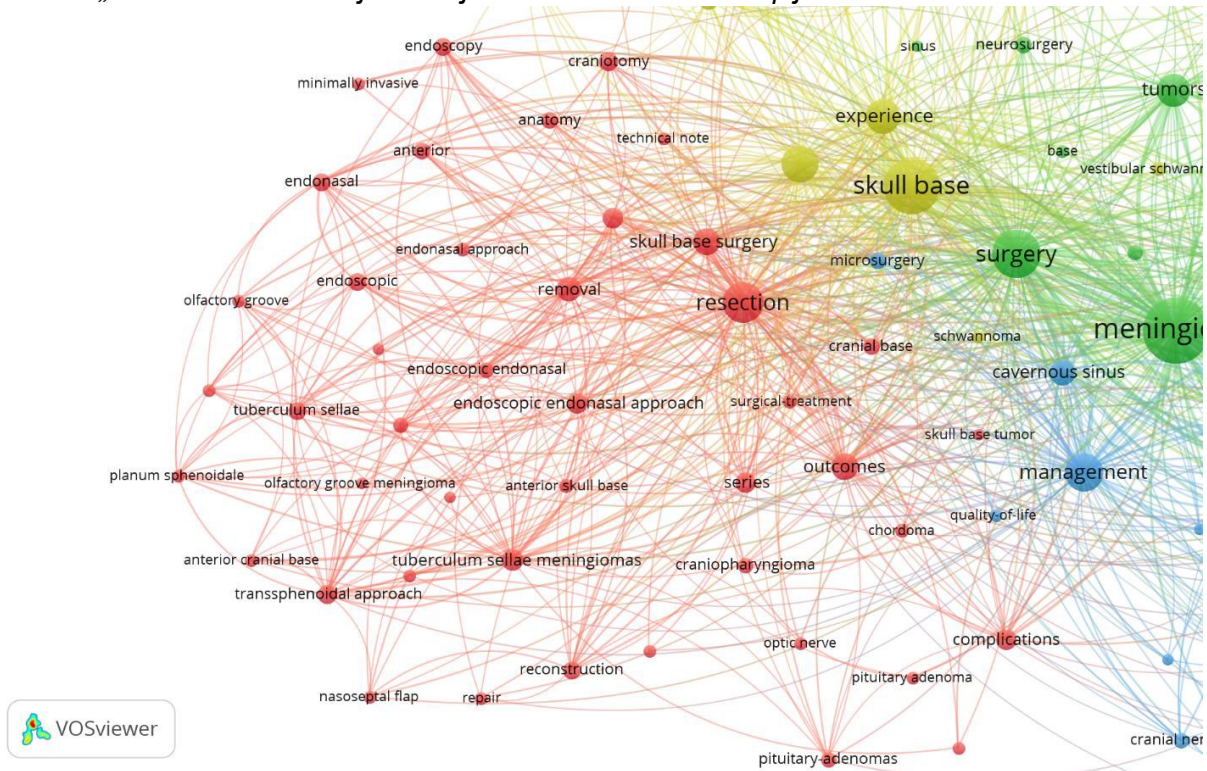 endoscopy
sinus
neurosurgery
craniotomy
minimally invasive
tumors
experience
anatomy
technical note
anterior
base
vestibular schwann
endonasal
skull base
skull base surgery
endonasal approach
surgery
microsurgery
endoscopic
removal
olfactory groove
resection
meningi
schwannoma
cranial base
endoscopic endonasal
cavernous sinus
endoscopic endonasal approach
surgical-treatment
tuberculum sellae
skull base tumor
outcomes
management
planum sphenoidale
olfactory groove meningioma
anterior skull base
series
quality-of-life
chordoma
anterior cranial base
tuberculum sellae meningiomas
craniopharyngioma
transsphenoidal approach
optic nerve
complications
reconstruction
pituitary adenoma
nasoseptal flap
repair
VOSviewer
cranial ner
pituitary-adenomas